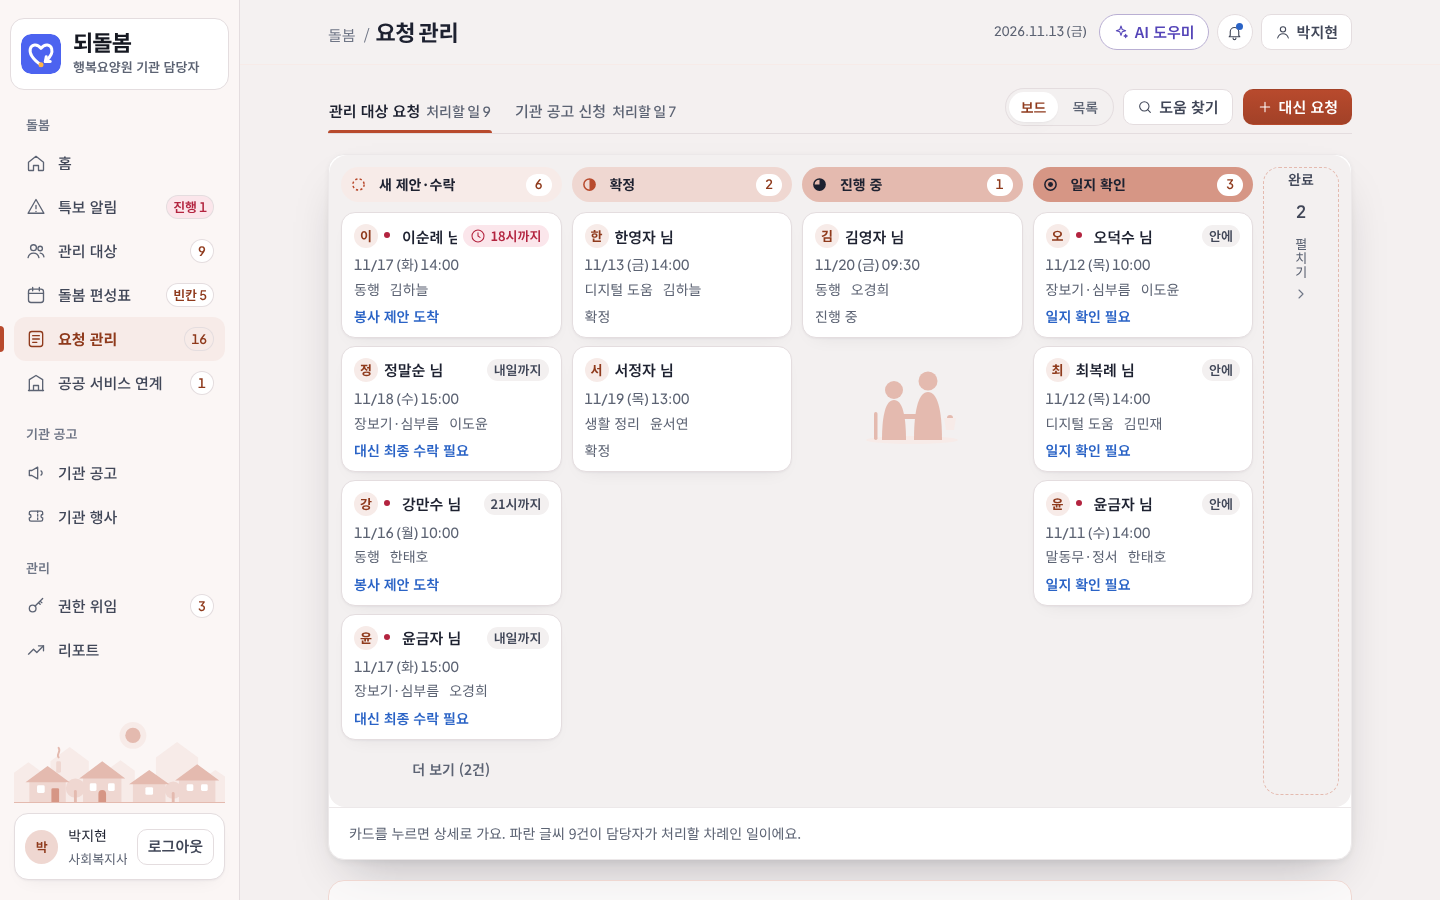 되돌봄
행복요양원 기관 담당자
돌봄
홈
특보 알림 진행 1
관리 대상 9
돌봄 편성표 빈칸 5
요청 관리 16
공공 서비스 연계 1
기관 공고
기관 공고
기관 행사
관리
권한 위임 3
리포트
박 박지현
사회복지사
로그아웃
돌봄 / 요청 관리
2026.11.13 (금)
AI 도우미
박지현
관리 대상 요청 처리할 일 9
기관 공고 신청 처리할 일 7
보드 목록
도움 찾기
+ 대신 요청
새 제안·수락 6
이 이순례 님 18시까지
11/17 (화) 14:00
동행 김하늘
봉사 제안 도착
정 정말순 님 내일까지
11/18 (수) 15:00
장보기·심부름 이도윤
대신 최종 수락 필요
강 강만수 님 21시까지
11/16 (월) 10:00
동행 한태호
봉사 제안 도착
윤 윤금자 님 내일까지
11/17 (화) 15:00
장보기·심부름 오경희
대신 최종 수락 필요
더 보기 (2건)
확정 2
한 한영자 님
11/13 (금) 14:00
디지털 도움 김하늘
확정
서 서정자 님
11/19 (목) 13:00
생활 정리 윤서연
확정
진행 중 1
김 김영자 님
11/20 (금) 09:30
동행 오경희
진행 중
일지 확인 3
오 오덕수 님 안에
11/12 (목) 10:00
장보기·심부름 이도윤
일지 확인 필요
최 최복례 님 안에
11/12 (목) 14:00
디지털 도움 김민재
일지 확인 필요
윤 윤금자 님 안에
11/11 (수) 14:00
말동무·정서 한태호
일지 확인 필요
완료
2
펼치기
카드를 누르면 상세로 가요. 파란 글씨 9건이 담당자가 처리할 차례인 일이에요.